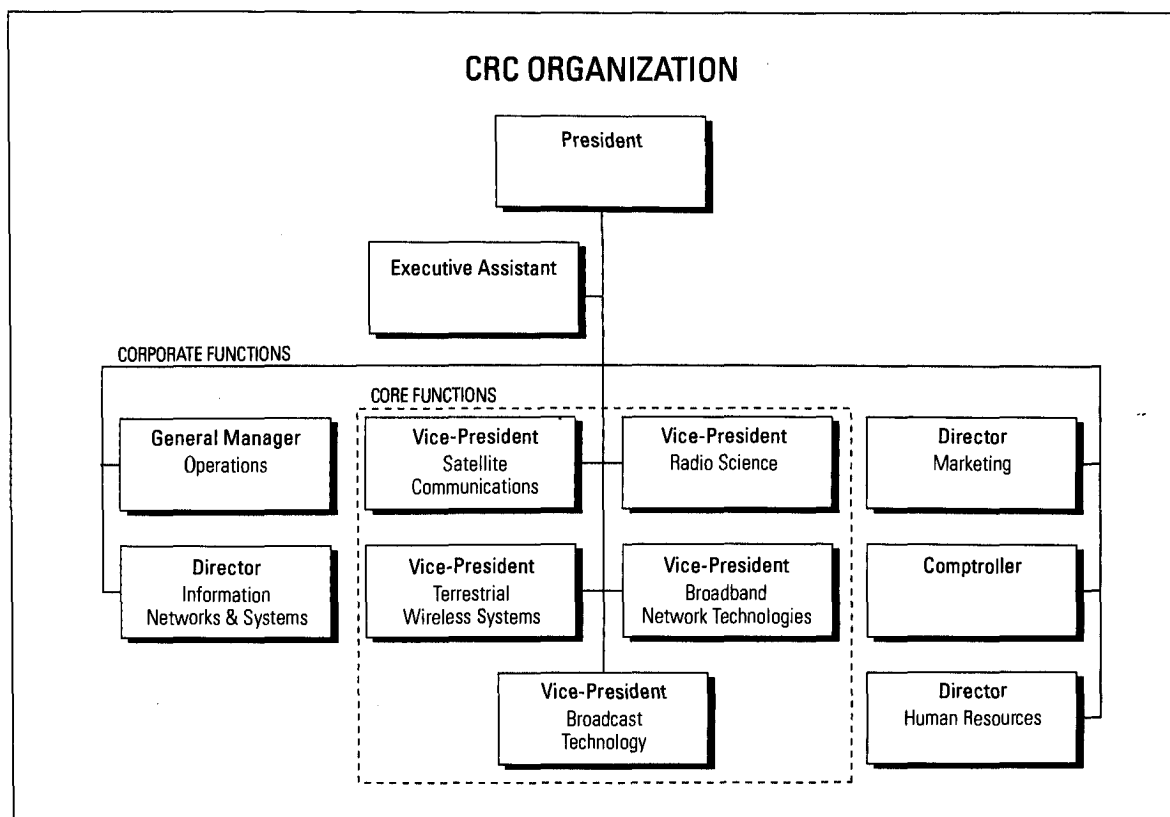 CRC ORGANIZATION
President
Executive Assistant
CORPORATE FUNCTIONS
CORE FUNCTIONS
General Manager
Operations
Vice-President
Satellite
Communications
Vice-President
Radio Science
Director
Marketing
Director
Information
Networks & Systems
Vice-President
Terrestrial
Wireless Systems
Vice-President
Broadband
Network Technologies
Comptroller
Vice-President
Broadcast
Technology
Director
Human Resources